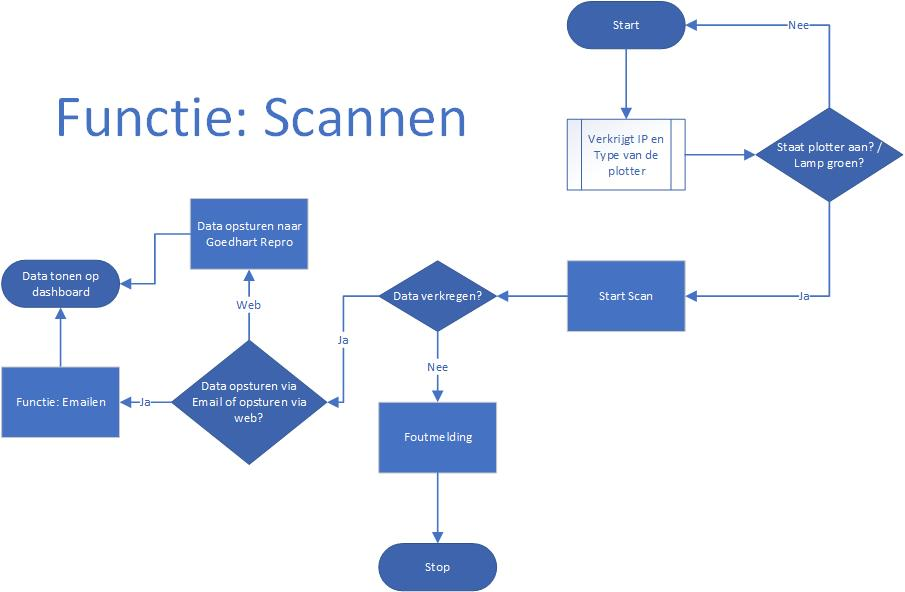 Start
Nee
Functie: Scannen
Verkrijgt IP en
Type van de
plotter
Staat plotter aan? /
Lamp groen?
Data opsturen naar
Goedhart Repro
Data tonen op
dashboard
Web
Data verkregen?
Start Scan
Ja
Ja
Nee
Functie: Emailen
Ja
Data opsturen via
Email of opsturen via
web?
Foutmelding
Stop